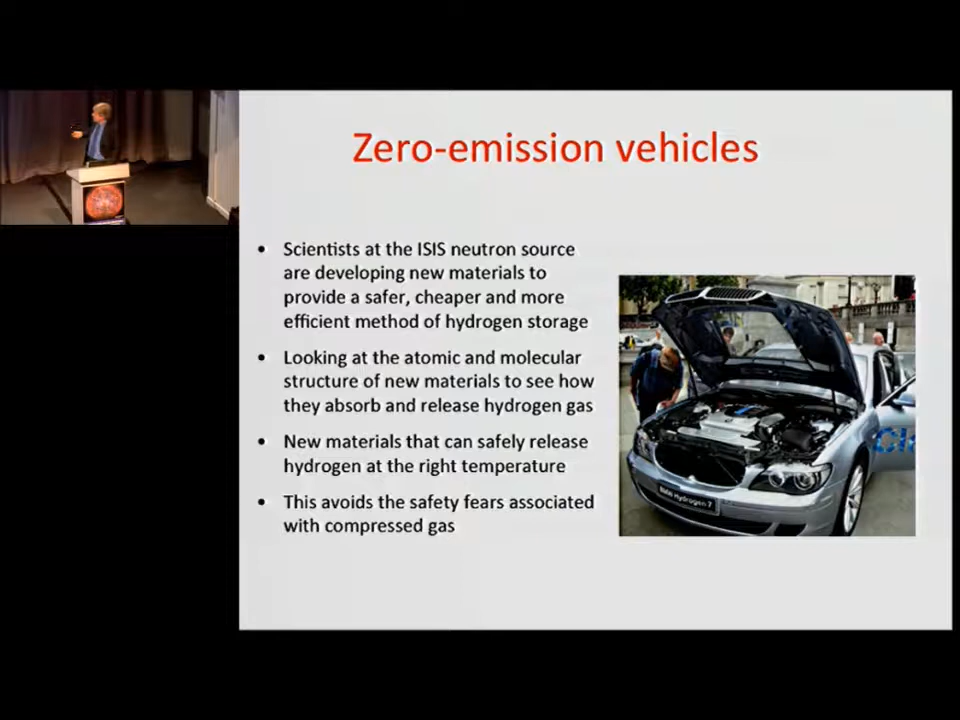 Zero-emission vehicles
• Scientists at the ISIS neutron source
are developing new materials to
provide a safer, cheaper and more
efficient method of hydrogen storage
• Looking at the atomic and molecular
structure of new materials to see how
they absorb and release hydrogen gas
• New materials that can safely release
hydrogen at the right temperature
• This avoids the safety fears associated
with compressed gas
BMW Hydrogen 7